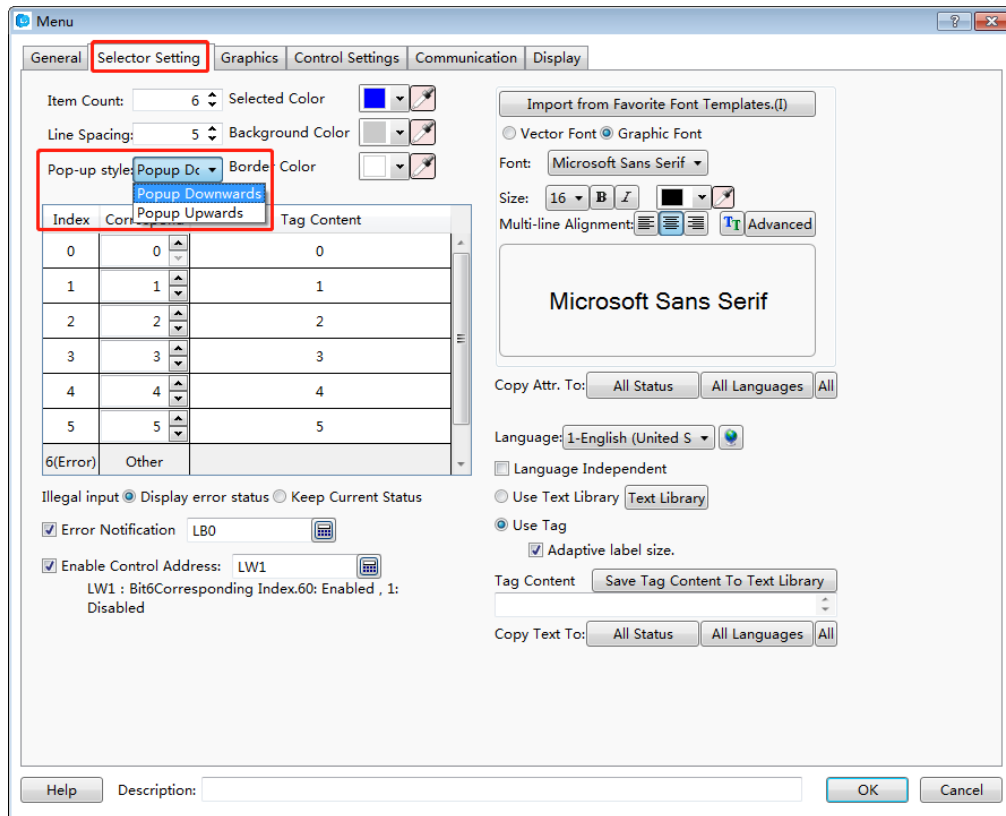 Menu
General Selector Setting Graphics Control Settings Communication Display
Item Count: 6 Selected Color
Line Spacing: 5 Background Color
Pop-up style: Popup Dc Border Color
Popup Downwards
Popup Upwards
Index Tag Content
0 0 0
1 1 1
2 2 2
3 3 3
4 4 4
5 5 5
6(Error) Other
Illegal input Display error status Keep Current Status
Error Notification LB0
Enable Control Address: LW1
LW1 : Bit6Corresponding Index.60: Enabled , 1:
Disabled
Import from Favorite Font Templates.(I)
Vector Font Graphic Font
Font: Microsoft Sans Serif
Size: 16 B I
Multi-line Alignment: TT Advanced
Microsoft Sans Serif
Copy Attr. To: All Status All Languages All
Language: 1-English (United S
Language Independent
Use Text Library Text Library
Use Tag
Adaptive label size.
Tag Content Save Tag Content To Text Library
Copy Text To: All Status All Languages All
Help Description: OK Cancel